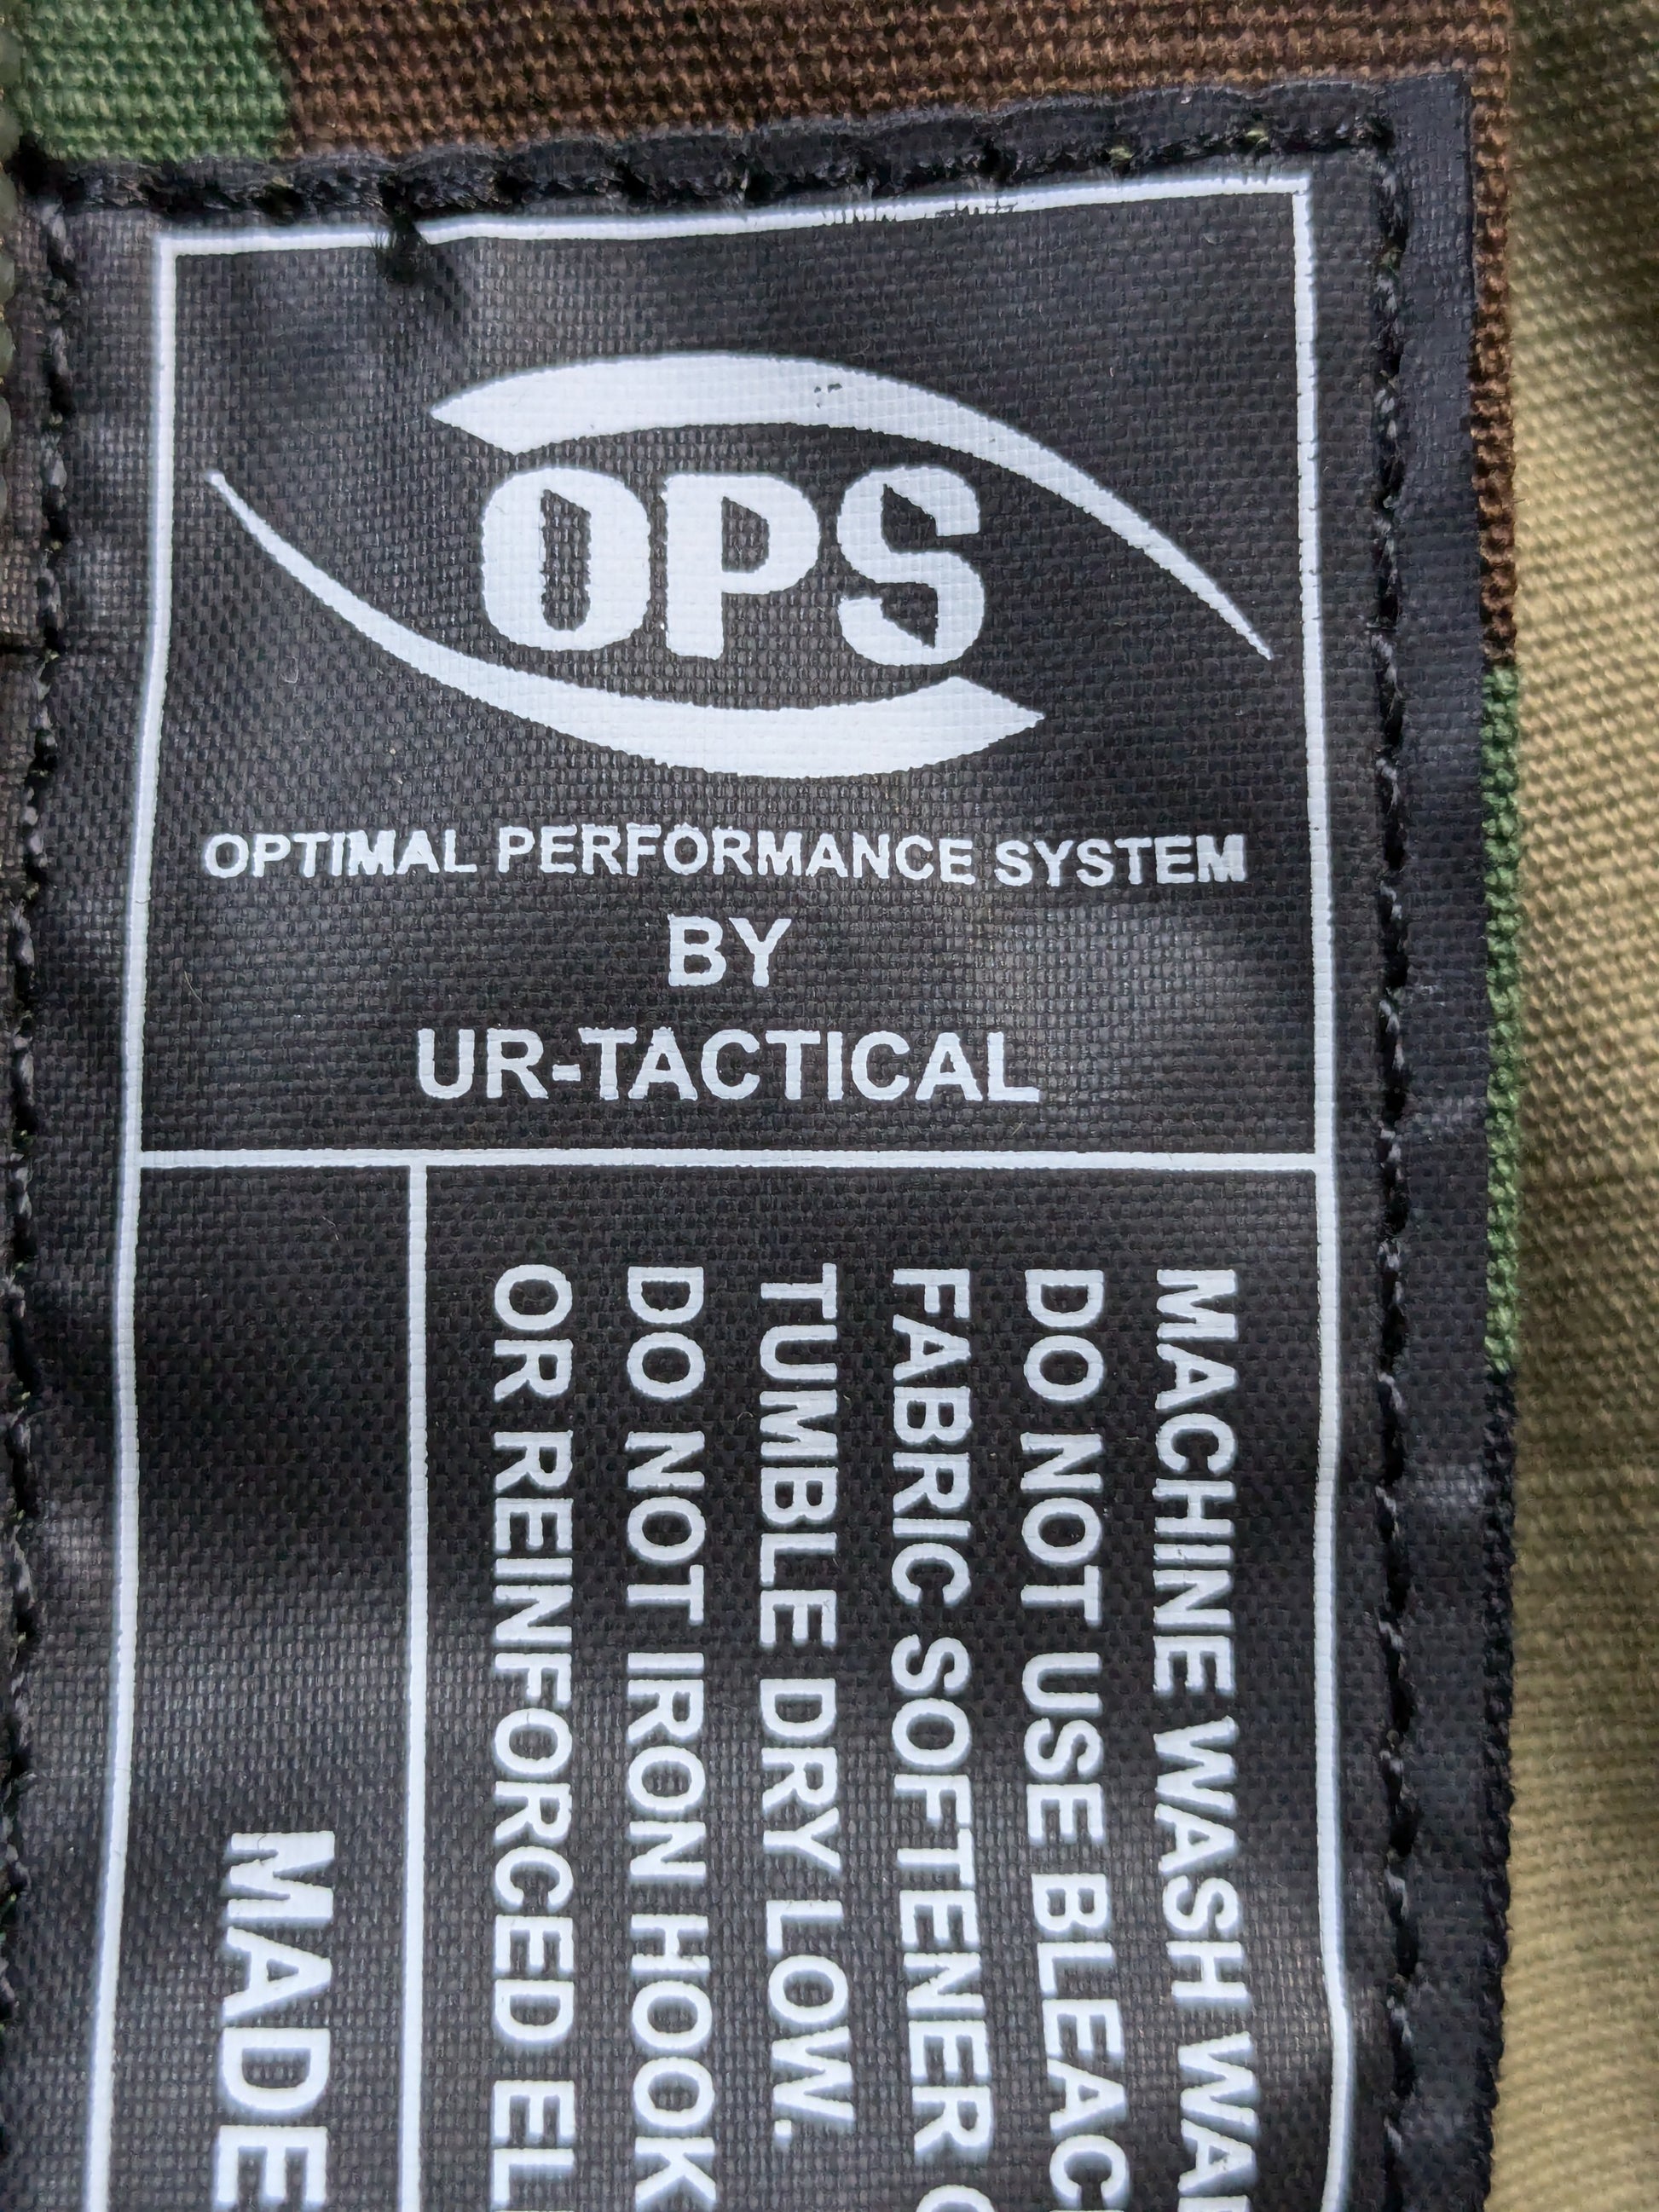 OPS
OPTIMAL PERFORMANCE SYSTEM
BY
UR-TACTICAL
MACHINE WASH
DO NOT USE
FABRIC SOFTENER
TUMBLE DRY LOW.
DO NOT IRON HOOK
OR REINFORCED
MADE